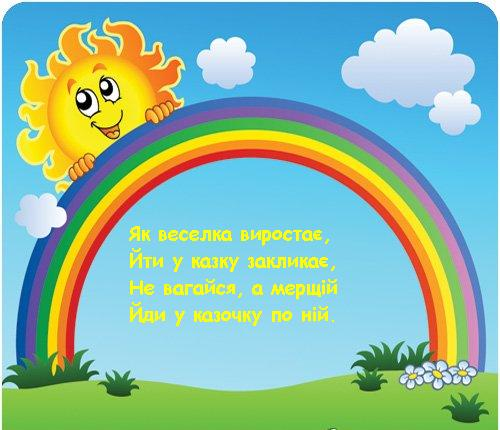 Як веселка виростає,
Йти у казку закликає,
Не вагайся, а мерщій
Йди у казочку по ній.